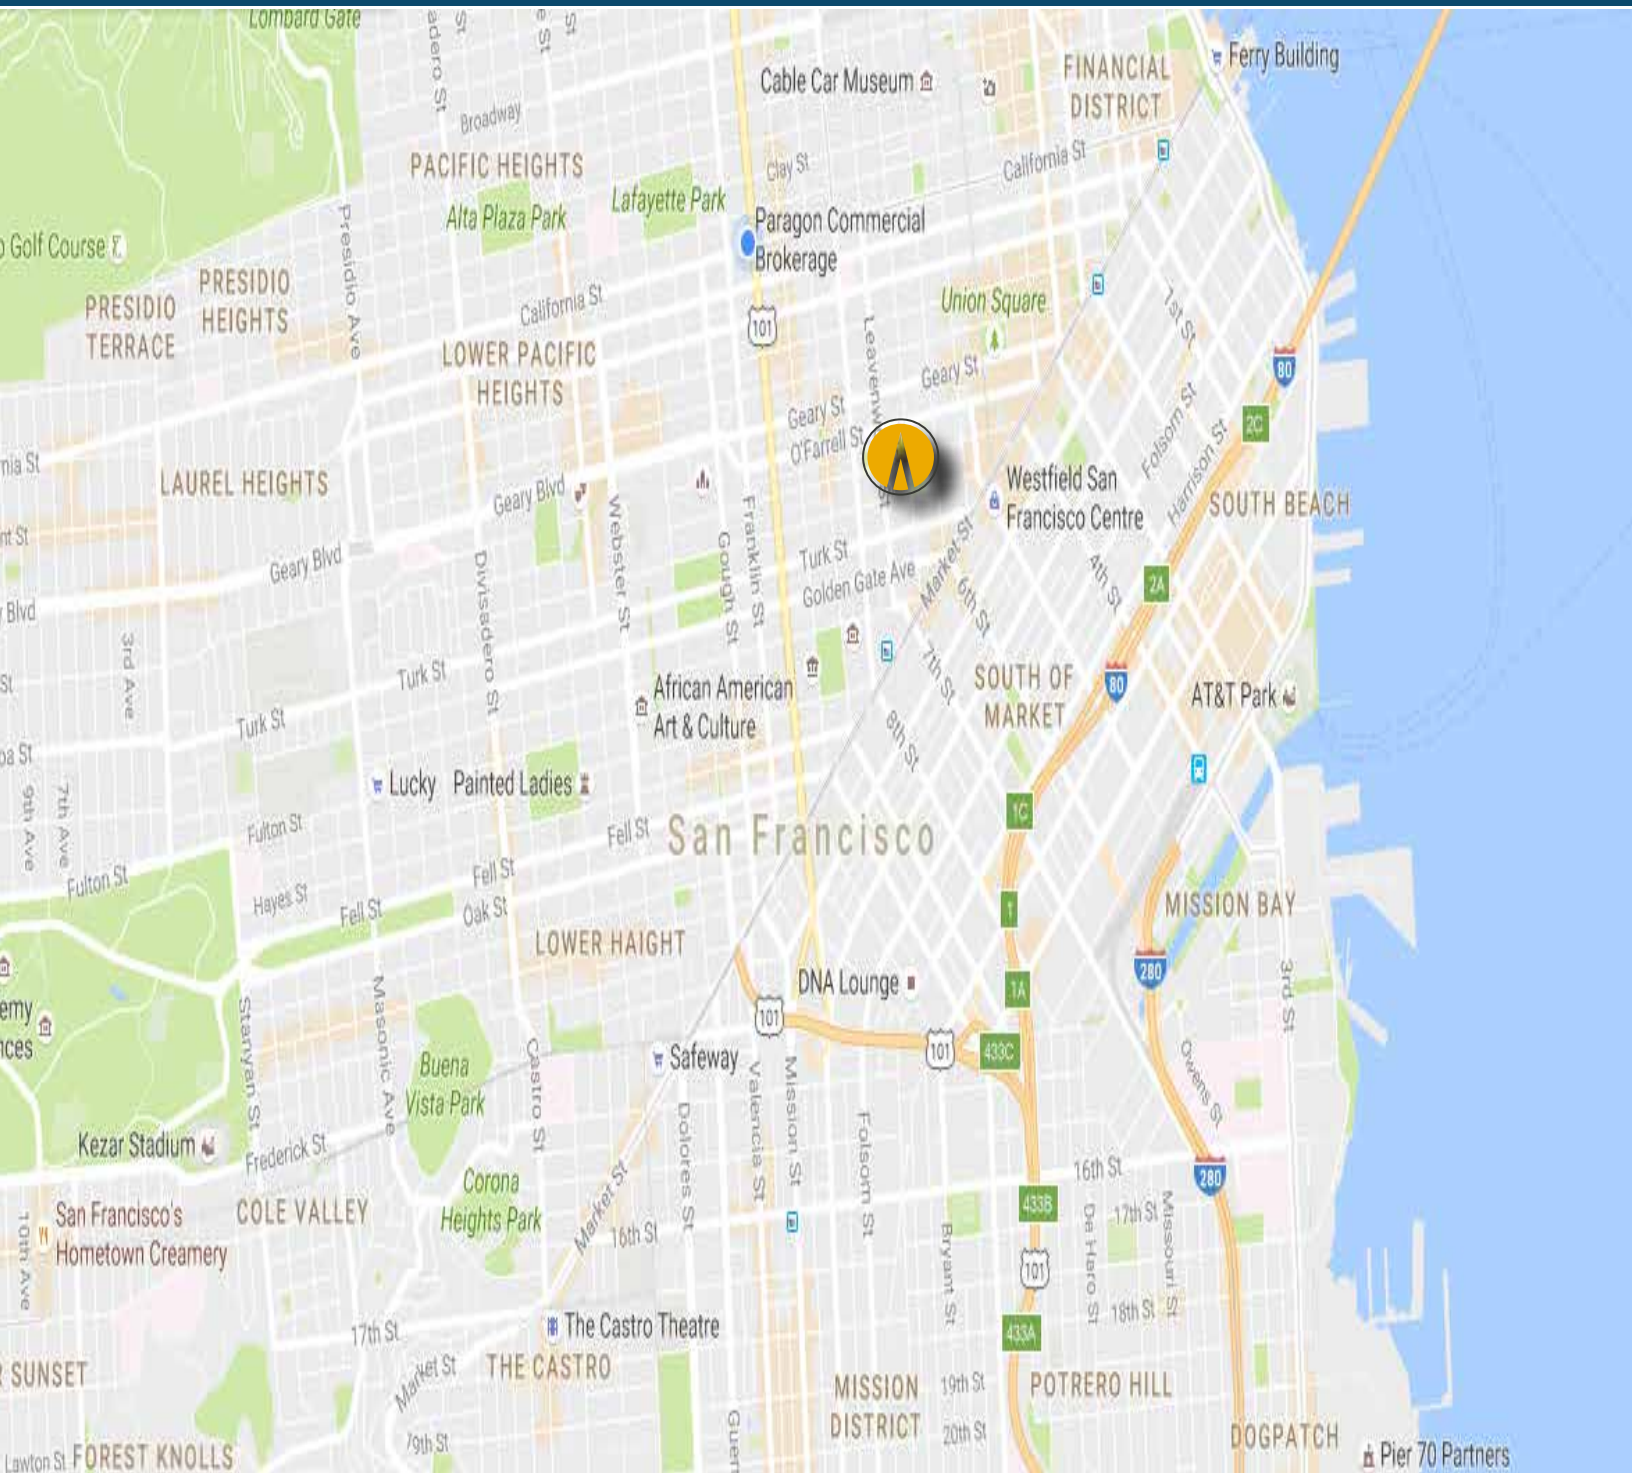 Lombard Gate
Ferry Building
Cable Car Museum
FINANCIAL
DISTRICT
Broadway
PACIFIC HEIGHTS
Clay St
California St
Alta Plaza Park
Lafayette Park
Paragon Commercial
Brokerage
Golf Course
PRESIDIO
HEIGHTS
PRESIDIO
TERRACE
Presidio Ave
California St
Union Square
1st St
101
LOWER PACIFIC
HEIGHTS
Geary St
80
Geary St
O'Farrell St
Folsom St
Harrison St
2C
LAUREL HEIGHTS
Geary Blvd
Westfield San
Francisco Centre
SOUTH BEACH
Webster St
Franklin St
Gough St
Geary Blvd
Divisadero St
Turk St
Golden Gate Ave
Market St
6th St
4th St
2A
Blvd
3rd Ave
Turk St
7th St
SOUTH OF
MARKET
80
AT&T Park
African American
Art & Culture
Turk St
8th St
Lucky
Painted Ladies
9th Ave
7th Ave
Fulton St
Fell St
San Francisco
1C
Fulton St
Fell St
Hayes St
Fell St
Oak St
LOWER HAIGHT
1
MISSION BAY
DNA Lounge
1A
280
3rd St
Stanyan St
Masonic Ave
101
101
433C
Buena
Vista Park
Castro St
Safeway
Valencia St
Mission St
Dolores St
Folsom St
Owens St
Kezar Stadium
Frederick St
16th St
280
Corona
Heights Park
Market St
16th St
433B
17th St
De Haro St
Missouri St
COLE VALLEY
San Francisco's
Hometown Creamery
10th Ave
Bryant St
101
18th St
The Castro Theatre
17th St
433A
Market St
THE CASTRO
SUNSET
MISSION
DISTRICT
19th St
20th St
POTRERO HILL
DOGPATCH
Lawton St
FOREST KNOLLS
Pier 70 Partners